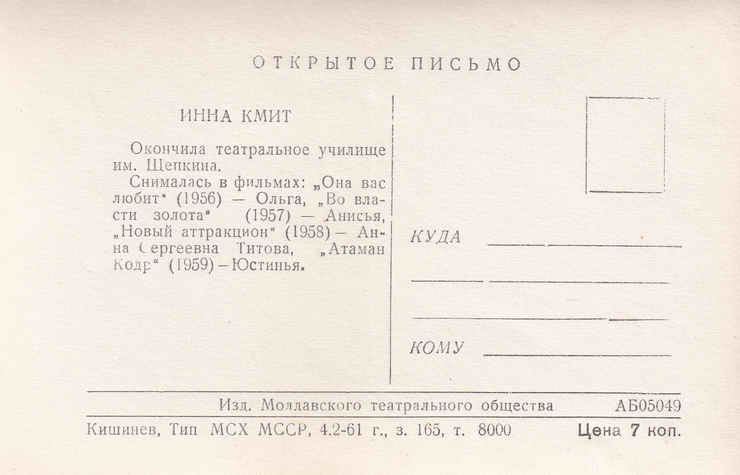 ОТКРЫТОЕ ПИСЬМО
ИННА КМИТ
Окончила театральное училище
им. Щепкина.
Снималась в фильмах: „Она вас
любит“ (1956) — Ольга, „Во вла-
сти золота“ (1957) — Анисья,
„Новый аттракцион“ (1958) — Ан-
на Сергеевна Титова, „Атаман
Кодр“ (1959) — Юстинья.
КУДА
КОМУ
Изд. Молдавского театрального общества АБ05049
Кишинев, Тип МСХ МССР, 4.2-61 г., з. 165, т. 8000 Цена 7 коп.